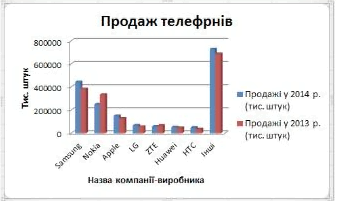 Продаж телефрнів
800000
600000
400000
200000
0
Тис. штук
Samsung
Nokia
Apple
LG
ZTE
Huawei
HTC
Інші
Назва компанії-виробника
Продажі у 2014 р.
(тис. штук)
Продажі у 2013 р.
(тис. штук)